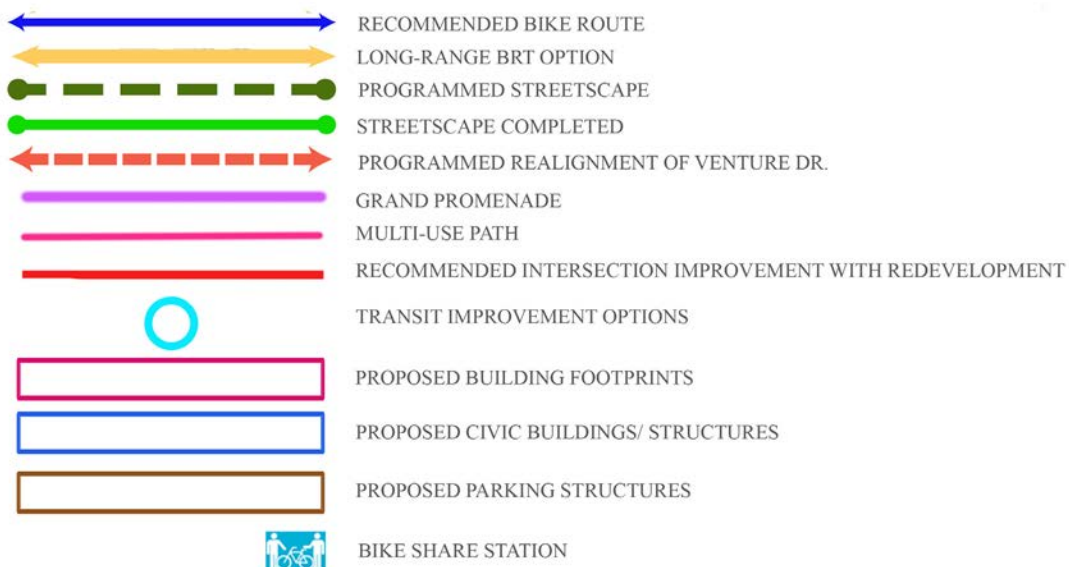 RECOMMENDED BIKE ROUTE
LONG-RANGE BRT OPTION
PROGRAMMED STREETSCAPE
STREETSCAPE COMPLETED
PROGRAMMED REALIGNMENT OF VENTURE DR.
GRAND PROMENADE
MULTI-USE PATH
RECOMMENDED INTERSECTION IMPROVEMENT WITH REDEVELOPMENT
TRANSIT IMPROVEMENT OPTIONS
PROPOSED BUILDING FOOTPRINTS
PROPOSED CIVIC BUILDINGS/ STRUCTURES
PROPOSED PARKING STRUCTURES
BIKE SHARE STATION